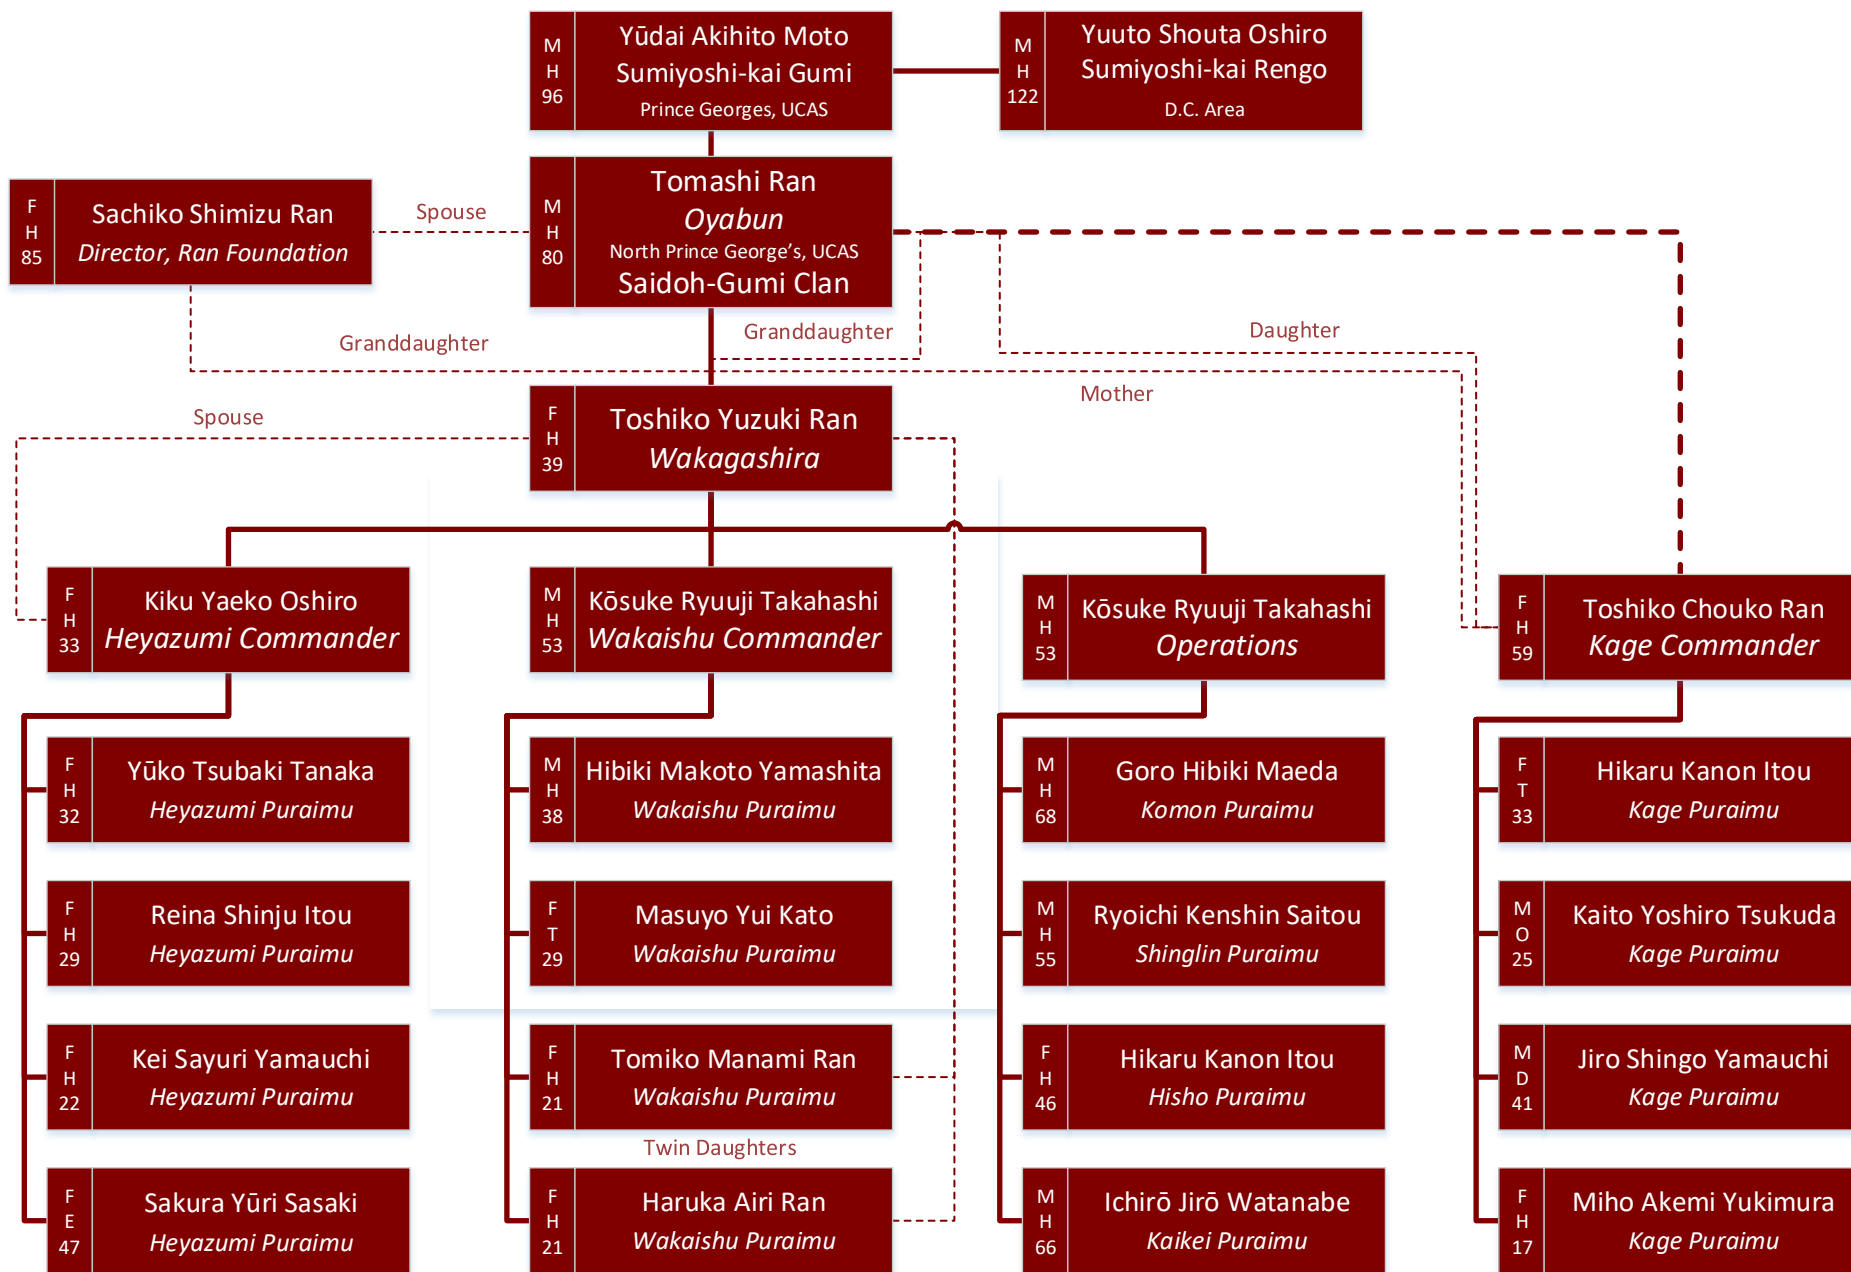 M
H
96
Yūdai Akihito Moto
Sumiyoshi-kai Gumi
Prince Georges, UCAS
M
H
122
Yuuto Shouta Oshiro
Sumiyoshi-kai Rengo
D.C. Area
F
H
85
Sachiko Shimizu Ran
Director, Ran Foundation
Spouse
M
H
80
Tomashi Ran
Oyabun
North Prince George's, UCAS
Saidoh-Gumi Clan
Granddaughter
Granddaughter
Daughter
Mother
Spouse
F
H
39
Toshiko Yuzuki Ran
Wakagashira
F
H
33
Kiku Yaeko Oshiro
Heyazumi Commander
M
H
53
Kōsuke Ryuuji Takahashi
Wakaishu Commander
M
H
53
Kōsuke Ryuuji Takahashi
Operations
F
H
59
Toshiko Chouko Ran
Kage Commander
F
H
32
Yūko Tsubaki Tanaka
Heyazumi Puraimu
M
H
38
Hibiki Makoto Yamashita
Wakaishu Puraimu
M
H
68
Goro Hibiki Maeda
Komon Puraimu
F
T
33
Hikaru Kanon Itou
Kage Puraimu
F
H
29
Reina Shinju Itou
Heyazumi Puraimu
F
T
29
Masuyo Yui Kato
Wakaishu Puraimu
M
H
55
Ryoichi Kenshin Saitou
Shinglin Puraimu
M
O
25
Kaito Yoshiro Tsukuda
Kage Puraimu
F
H
22
Kei Sayuri Yamauchi
Heyazumi Puraimu
F
H
21
Tomiko Manami Ran
Wakaishu Puraimu
F
H
46
Hikaru Kanon Itou
Hisho Puraimu
M
D
41
Jiro Shingo Yamauchi
Kage Puraimu
Twin Daughters
F
E
47
Sakura Yūri Sasaki
Heyazumi Puraimu
F
H
21
Haruka Airi Ran
Wakaishu Puraimu
M
H
66
Ichirō Jirō Watanabe
Kaikei Puraimu
F
H
17
Miho Akemi Yukimura
Kage Puraimu